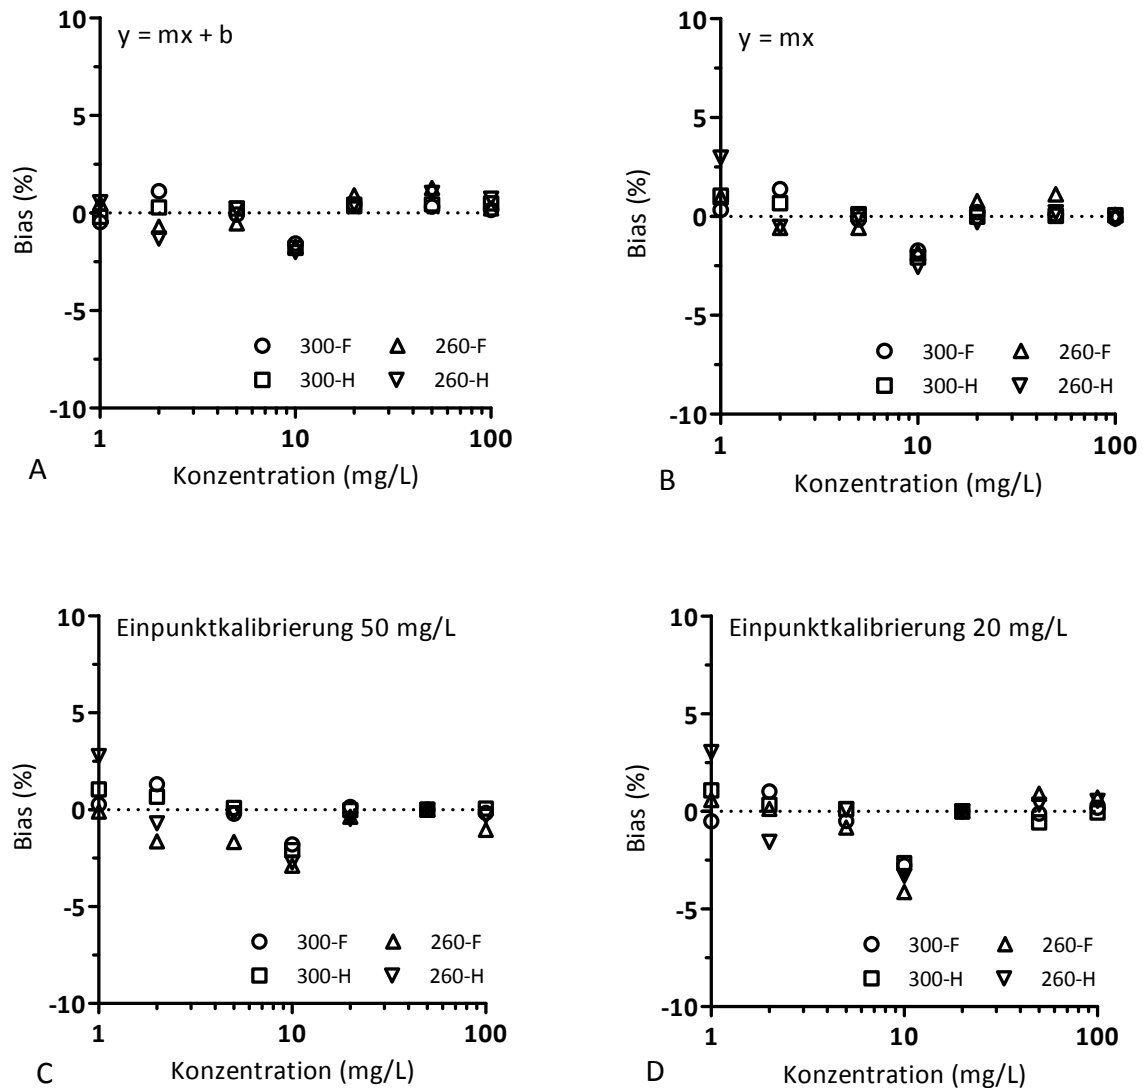 y = mx + b
10
5
0
-5
-10
Bias (%)
300-F
260-F
300-H
260-H
1
10
100
Konzentration (mg/L)
A
y = mx
10
5
0
-5
-10
Bias (%)
300-F
260-F
300-H
260-H
1
10
100
Konzentration (mg/L)
B
Einpunktkalibrierung 50 mg/L
10
5
0
-5
-10
Bias (%)
300-F
260-F
300-H
260-H
1
10
100
Konzentration (mg/L)
C
Einpunktkalibrierung 20 mg/L
10
5
0
-5
-10
Bias (%)
300-F
260-F
300-H
260-H
1
10
100
Konzentration (mg/L)
D